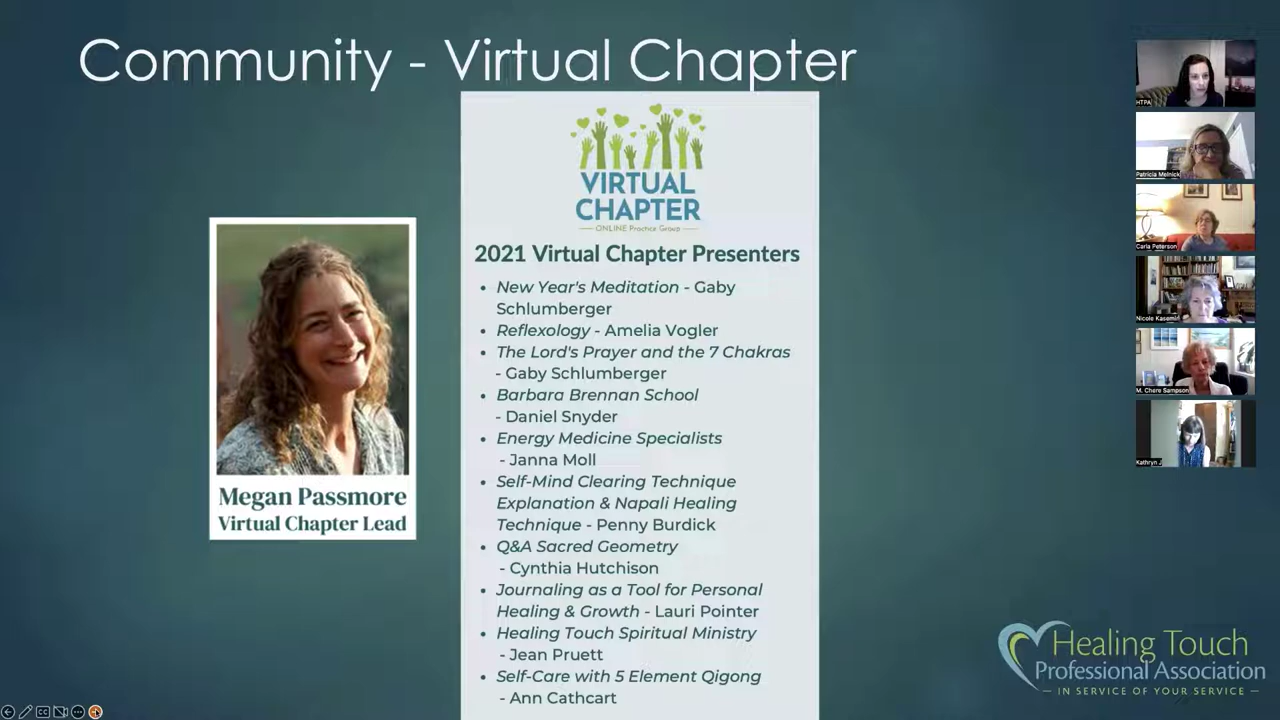 Community - Virtual Chapter
VIRTUAL
CHAPTER
ONLINE Practice Group
2021 Virtual Chapter Presenters
• New Year's Meditation - Gaby
Schlumberger
• Reflexology - Amelia Vogler
• The Lord's Prayer and the 7 Chakras
- Gaby Schlumberger
• Barbara Brennan School
- Daniel Snyder
• Energy Medicine Specialists
- Janna Moll
• Self-Mind Clearing Technique
Explanation & Napali Healing
Technique - Penny Burdick
• Q&A Sacred Geometry
- Cynthia Hutchison
• Journaling as a Tool for Personal
Healing & Growth - Lauri Pointer
• Healing Touch Spiritual Ministry
- Jean Pruett
• Self-Care with 5 Element Qigong
- Ann Cathcart
Megan Passmore
Virtual Chapter Lead
HTPA
Patricia Melnick
Carla Peterson
Nicole
M. Chere Sampson
Kathryn J
Healing Touch
Professional Association
IN SERVICE OF YOUR SERVICE
CC